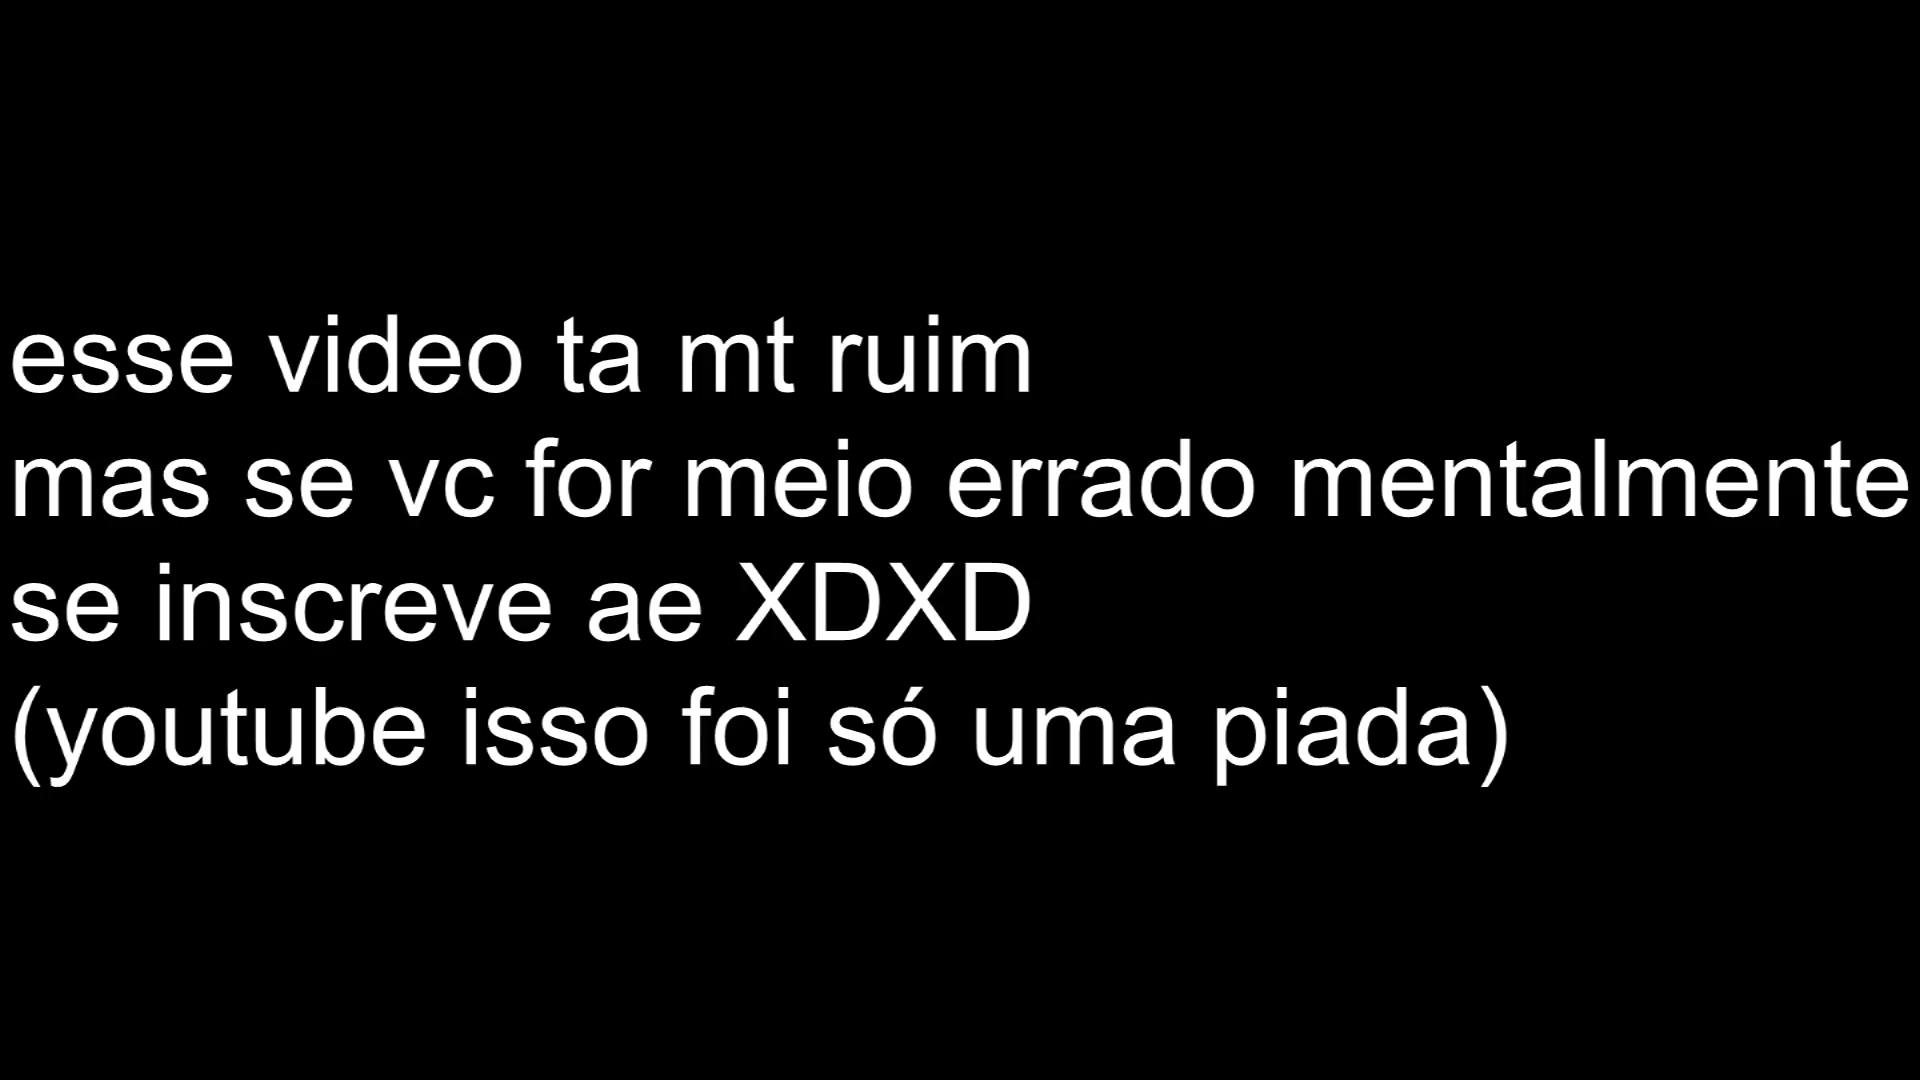 esse video ta mt ruim
mas se vc for meio errado mentalmente
se inscreve ae XDXD
(youtube isso foi só uma piada)